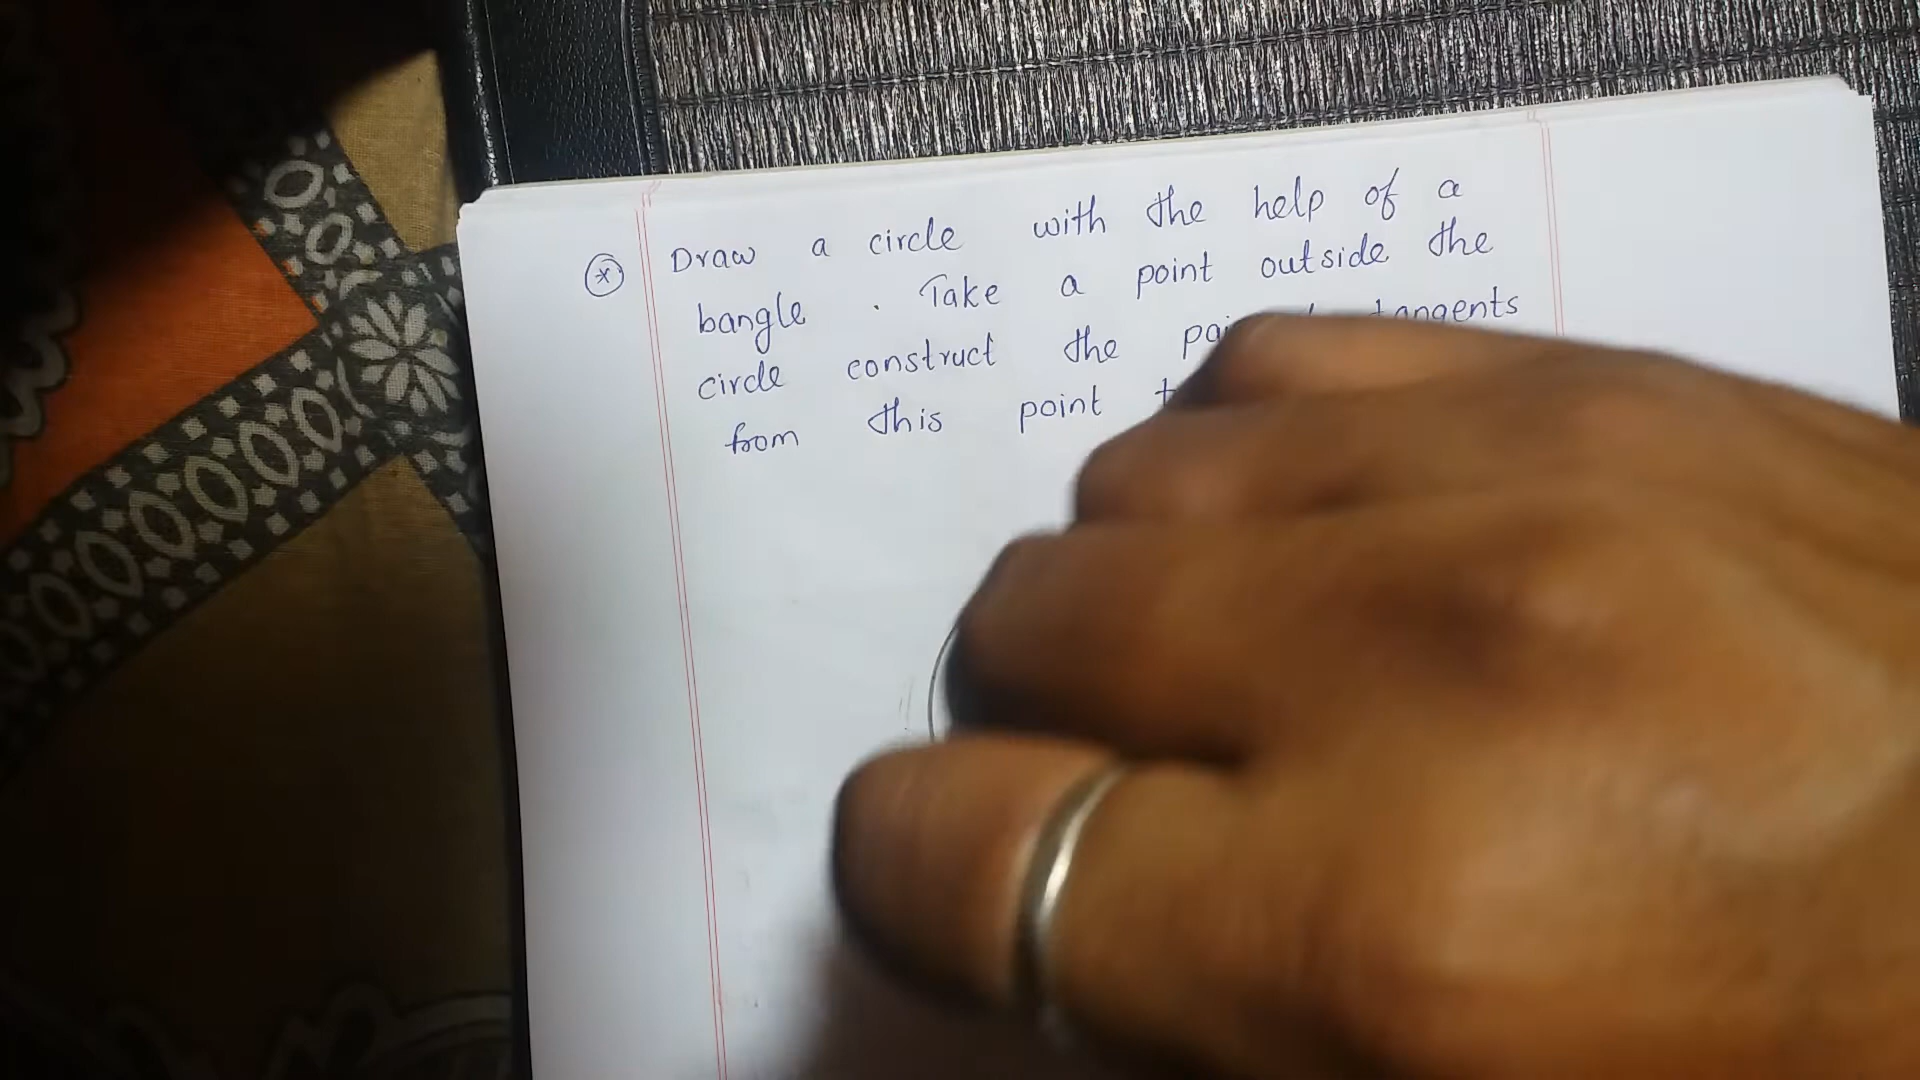 * Draw a circle with the help of a
bangle . Take a point outside the
circle construct the tangents
from this point